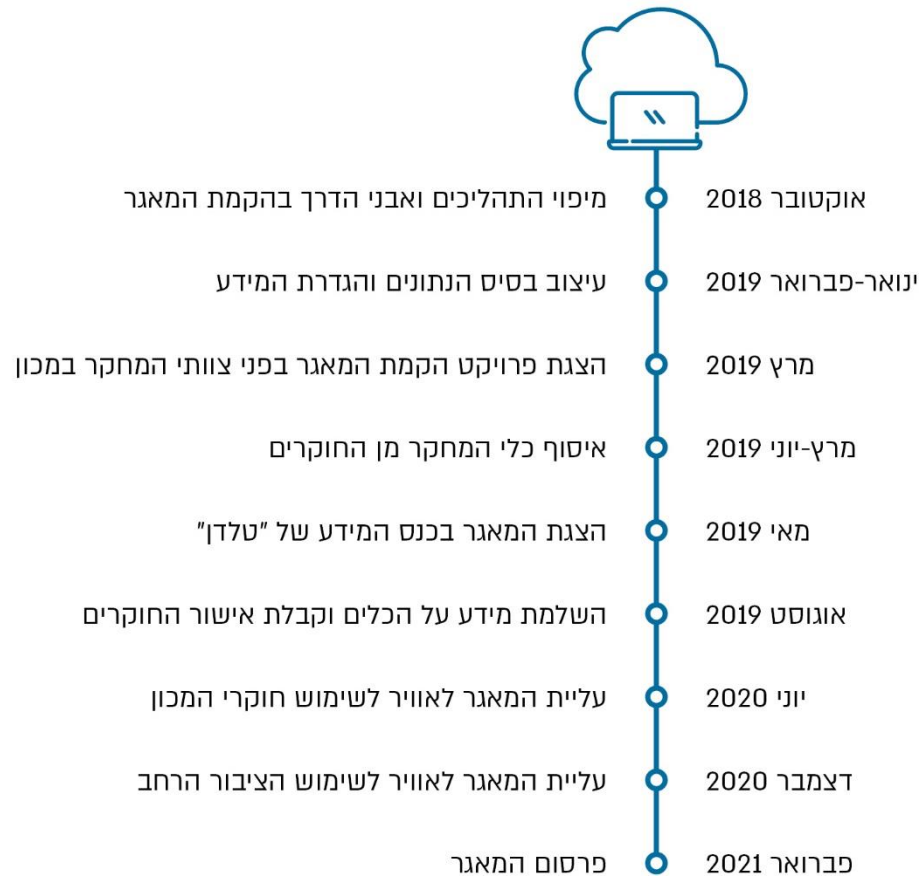 אוקטובר 2018 מיפוי התהליכים ואבני הדרך בהקמת המאגר
ינואר-פברואר 2019 עיצוב בסיס הנתונים והגדרת המידע
מרץ 2019 הצגת פרויקט הקמת המאגר בפני צוותי המחקר במכון
מרץ-יוני 2019 איסוף כלי המחקר מן החוקרים
מאי 2019 הצגת המאגר בכנס המידע של "טלדן"
אוגוסט 2019 השלמת מידע על הכלים וקבלת אישור החוקרים
יוני 2020 עליית המאגר לאוויר לשימוש חוקרי המכון
דצמבר 2020 עליית המאגר לאוויר לשימוש הציבור הרחב
פברואר 2021 פרסום המאגר